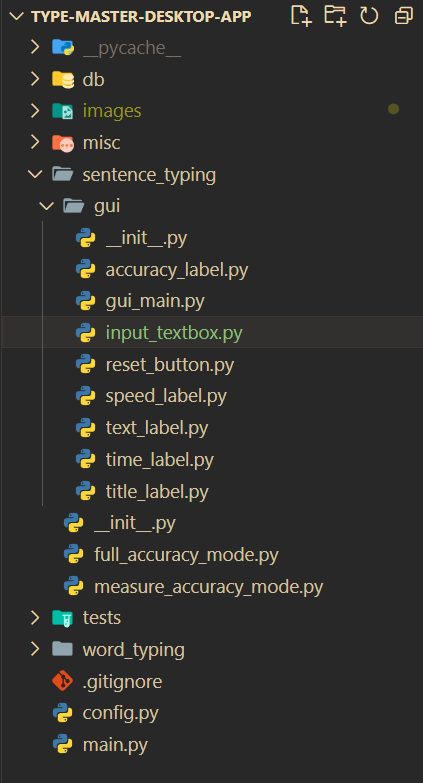 TYPE-MASTER-DESKTOP-APP
__pycache__
db
images
misc
sentence_typing
gui
__init__.py
accuracy_label.py
gui_main.py
input_textbox.py
reset_button.py
speed_label.py
text_label.py
time_label.py
title_label.py
__init__.py
full_accuracy_mode.py
measure_accuracy_mode.py
tests
word_typing
.gitignore
config.py
main.py